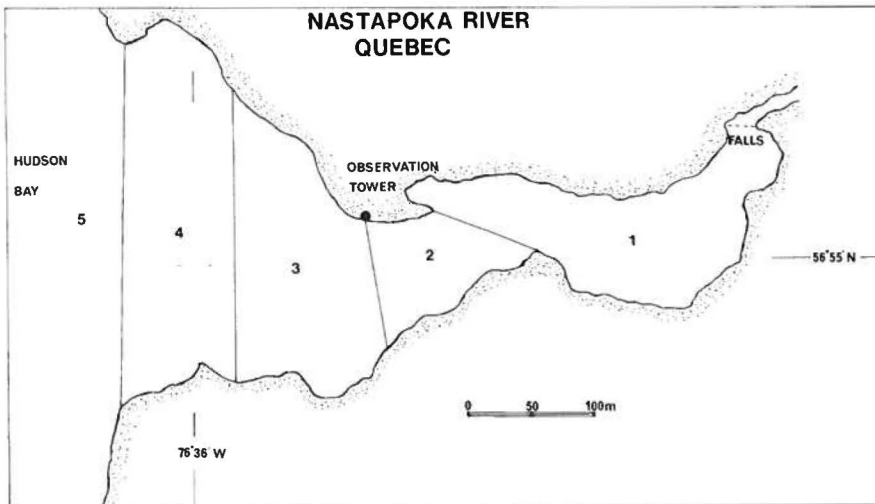 NASTAPOKA RIVER
QUEBEC
FALLS
HUDSON
BAY
OBSERVATION
TOWER
5
4
3
2
1
56°55'N
0 50 100m
76°36'W